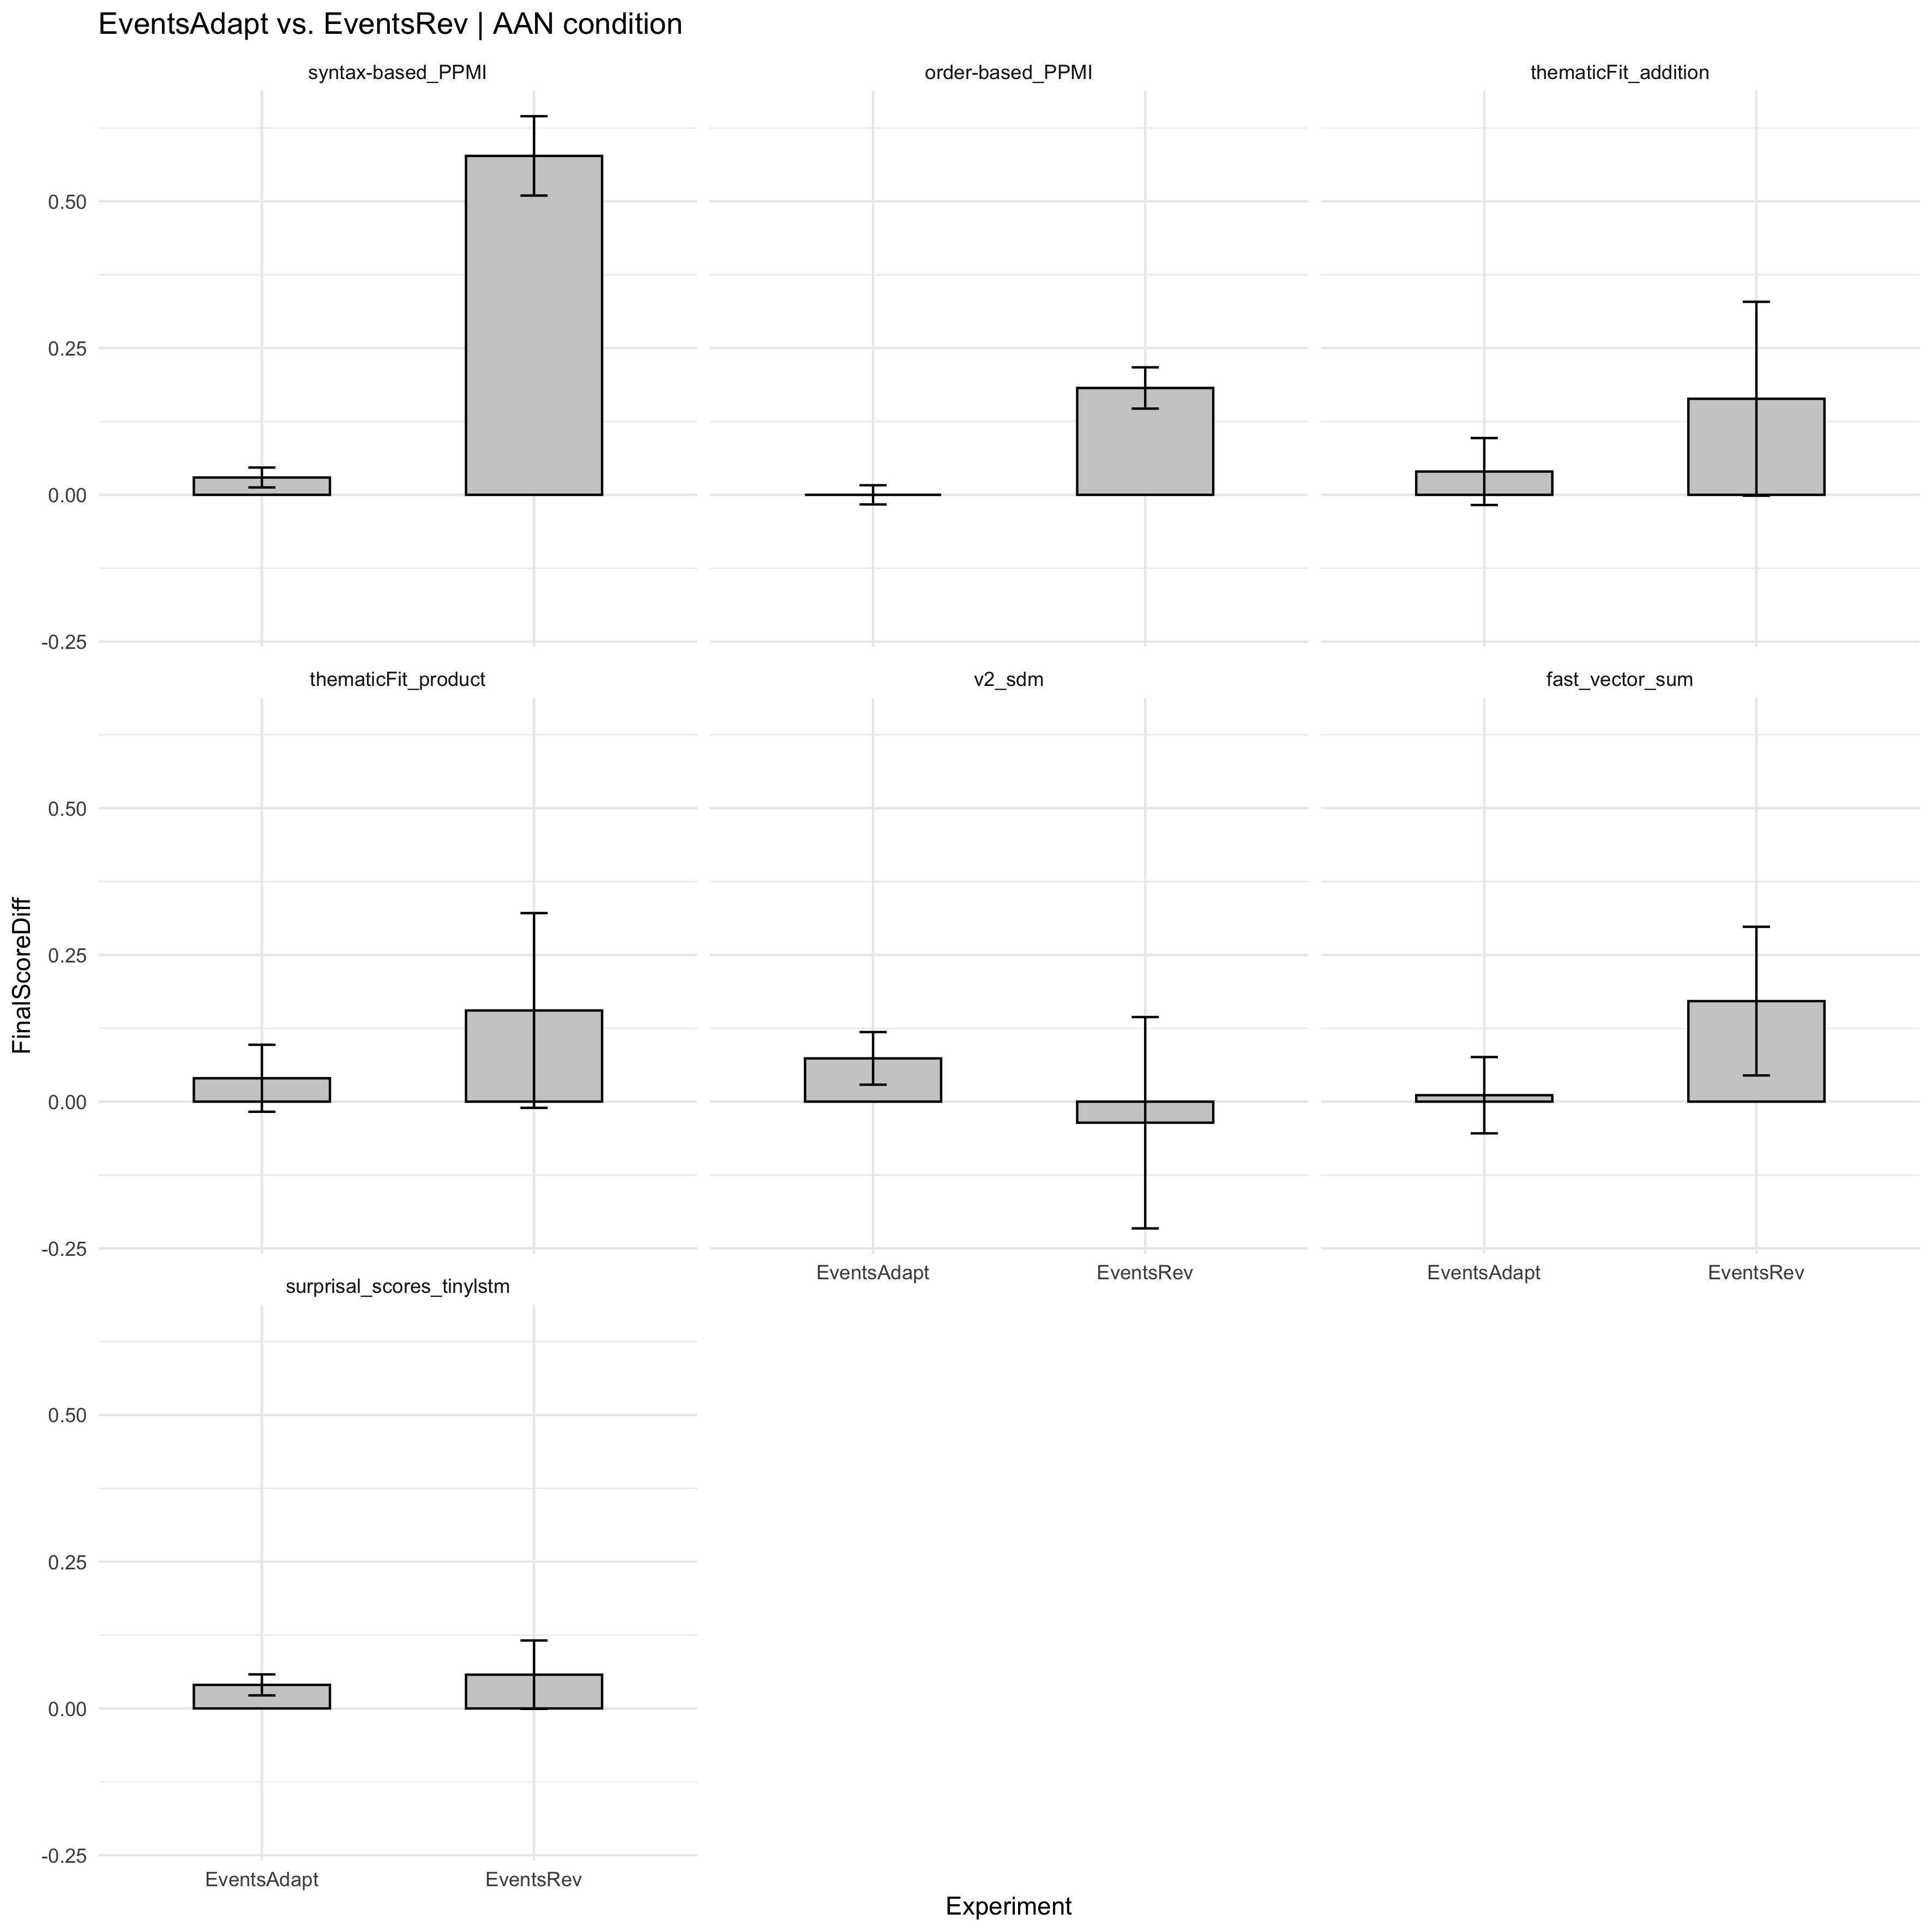 EventsAdapt vs. EventsRev | AAN condition
syntax-based_PPMI
order-based_PPMI
thematicFit_addition
0.50
0.25
0.00
-0.25
thematicFit_product
v2_sdm
fast_vector_sum
0.50
0.25
0.00
-0.25
FinalScoreDiff
EventsAdapt
EventsRev
EventsAdapt
EventsRev
surprisal_scores_tinylstm
0.50
0.25
0.00
-0.25
EventsAdapt
EventsRev
Experiment